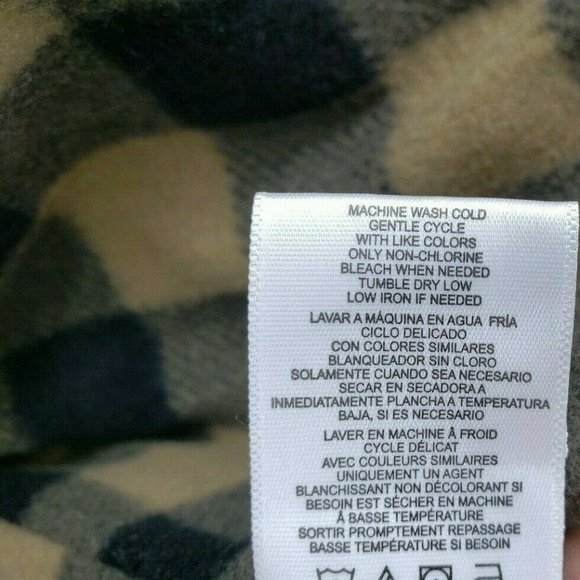 MACHINE WASH COLD
GENTLE CYCLE
WITH LIKE COLORS
ONLY NON-CHLORINE
BLEACH WHEN NEEDED
TUMBLE DRY LOW
LOW IRON IF NEEDED
LAVAR A MÁQUINA EN AGUA FRÍA
CICLO DELICADO
CON COLORES SIMILARES
BLANQUEADOR SIN CLORO
SOLAMENTE CUANDO SEA NECESARIO
SECAR EN SECADORA A
INMEDIATAMENTE PLANCHA A TEMPERATURA
BAJA, SI ES NECESARIO
LAVER EN MACHINE À FROID
CYCLE DÉLICAT
AVEC COULEURS SIMILAIRES
UNIQUEMENT UN AGENT
BLANCHISSANT NON DÉCOLORANT SI
BESOIN EST SÉCHER EN MACHINE
Á BASSE TEMPÉRATURE
SORTIR PROMPTEMENT REPASSAGE
BASSE TEMPÉRATURE SI BESOIN